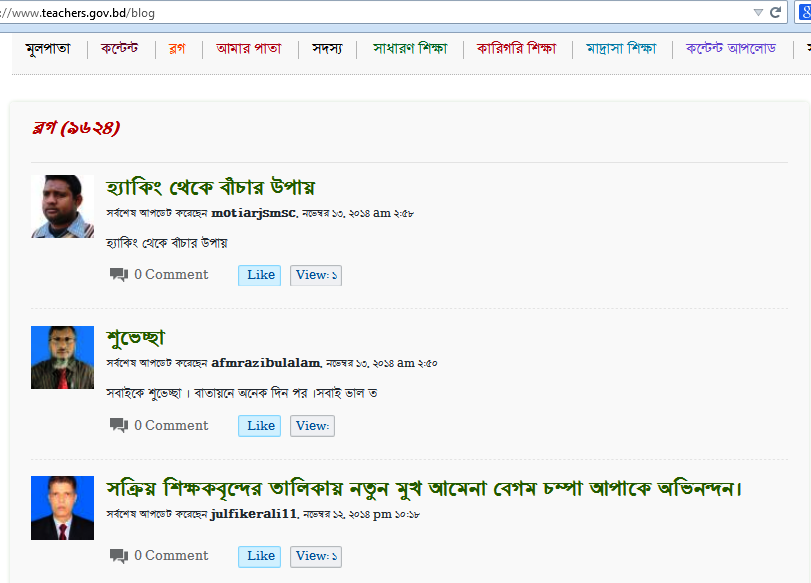 ://www.teachers.gov.bd/blog
মূলপাতা কন্টেন্ট ব্লগ আমার পাতা সদস্য সাধারণ শিক্ষা কারিগরি শিক্ষা মাদ্রাসা শিক্ষা কন্টেন্ট আপলোড
ব্লগ (৯৬২৪)
হ্যাকিং থেকে বাঁচার উপায়
সর্বশেষ আপডেট করেছেন motiarjsmsc, নভেম্বর ১৩, ২০১৪ am ২:৫৮
হ্যাকিং থেকে বাঁচার উপায়
0 Comment Like View: ১
শুভেচ্ছা
সর্বশেষ আপডেট করেছেন afmrazibulalam, নভেম্বর ১৩, ২০১৪ am ২:৫০
সবাইকে শুভেচ্ছা । বাতায়নে অনেক দিন পর ।সবাই ভাল ত
0 Comment Like View:
সক্রিয় শিক্ষকবৃন্দের তালিকায় নতুন মুখ আমেনা বেগম চম্পা আপাকে অভিনন্দন।
সর্বশেষ আপডেট করেছেন julfikerali11, নভেম্বর ১২, ২০১৪ pm ১০:১৮
0 Comment Like View: ১